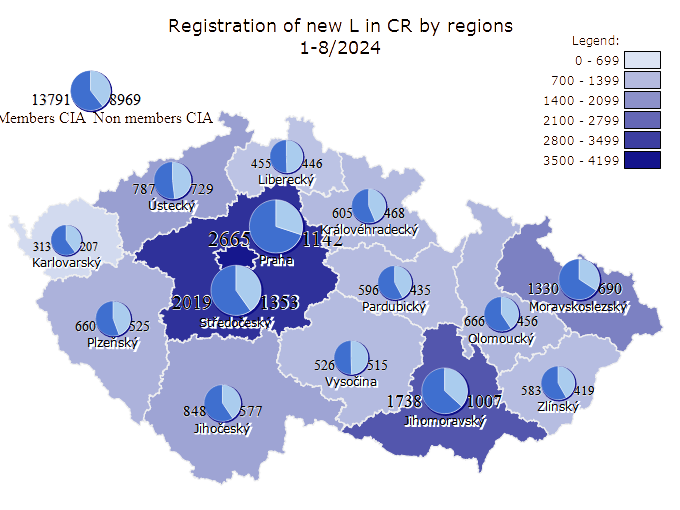 Registration of new L in CR by regions
1-8/2024
Legend:
0 - 699
700 - 1399
1400 - 2099
2100 - 2799
2800 - 3499
3500 - 4199
13791 8969
Members CIA Non members CIA
455 446
Liberecký
787 729
Ústecký
605 468
Královéhradecký
2665 1142
Praha
313 207
Karlovarský
2019 1353
Středočeský
596 435
Pardubický
1330 690
Moravskoslezský
660 525
Plzeňský
666 456
Olomoucký
526 515
Vysočina
583 419
Zlínský
848 577
Jihočeský
1738 1007
Jihomoravský